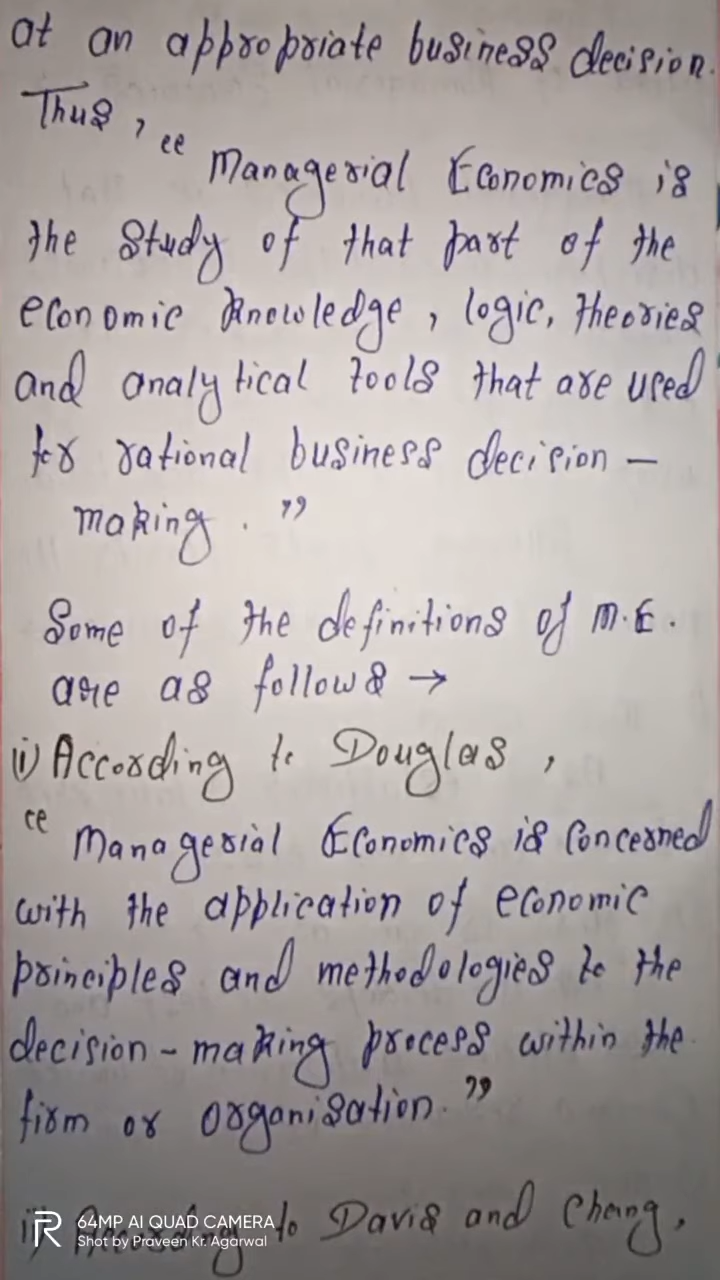 at an appropriate business decision.
Thus, “Managerial Economics is
the study of that part of the
economic knowledge, logic, theories
and analytical tools that are used
for rational business decision -
making.”
Some of the definitions of M.E.
are as follows →
i) According to Douglas,
“Managerial Economics is concerned
with the application of economic
principles and methodologies to the
decision - making process within the
firm or organisation.”
ii) According to Davis and Chang,
64MP AI QUAD CAMERA
Shot by Praveen Kr. Agarwal